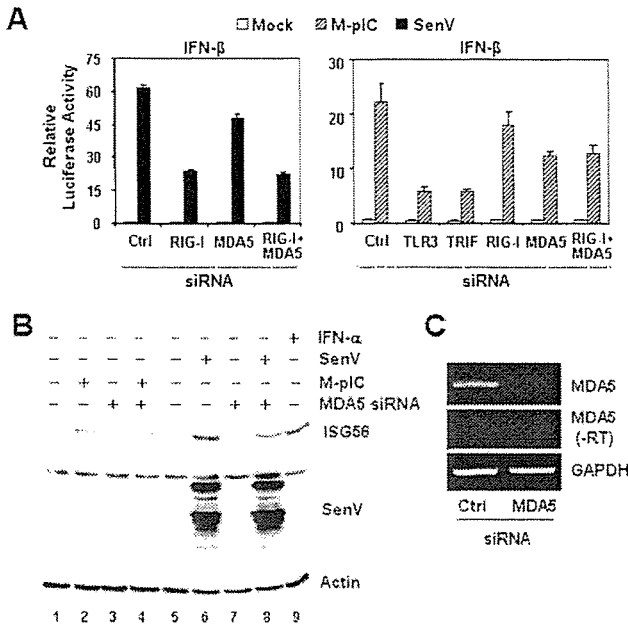 A
Mock M-pIC SenV
IFN-β
IFN-β
Relative
Luciferase Activity
75
60
45
30
15
0
30
20
10
0
Ctrl RIG-I MDA5 RIG-I+
MDA5
siRNA
Ctrl TLR3 TRIF RIG-I MDA5 RIG-I+
MDA5
siRNA
B
- - - - - - - - + IFN-α
- - - - - + - + - SenV
- + - + - - - - - M-pIC
- - + + - - + + - MDA5 siRNA
ISG56
SenV
Actin
1 2 3 4 5 6 7 8 9
C
MDA5
MDA5
(-RT)
GAPDH
Ctrl MDA5
siRNA